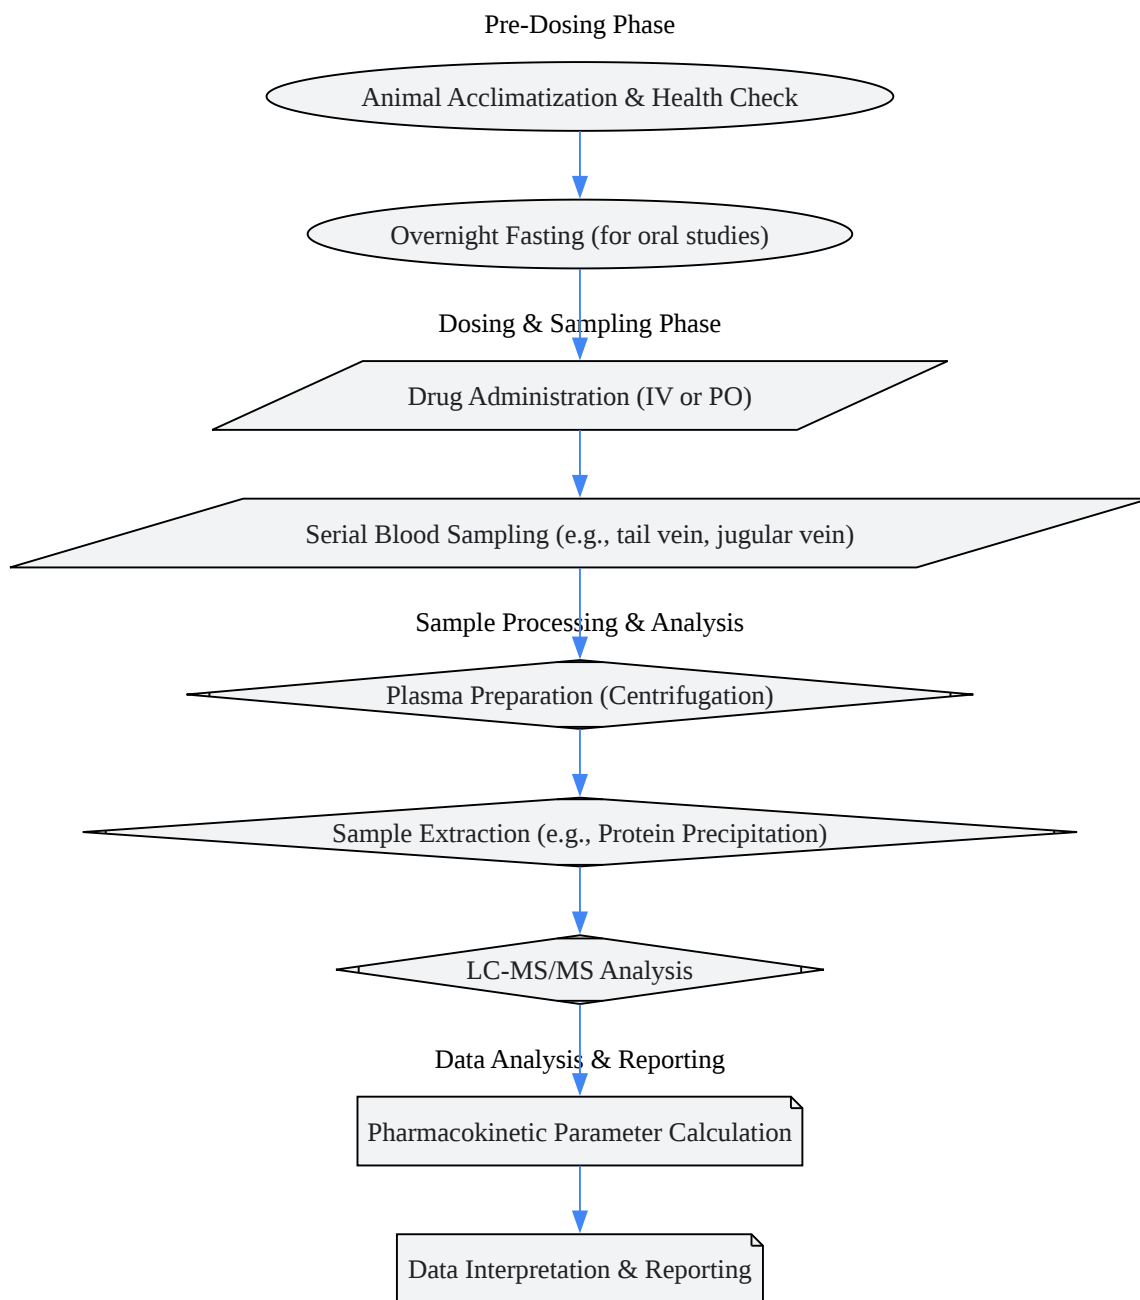 Pre-Dosing Phase
Animal Acclimatization & Health Check
Overnight Fasting (for oral studies)
Dosing & Sampling Phase
Drug Administration (IV or PO)
Serial Blood Sampling (e.g., tail vein, jugular vein)
Sample Processing & Analysis
Plasma Preparation (Centrifugation)
Sample Extraction (e.g., Protein Precipitation)
LC-MS/MS Analysis
Data Analysis & Reporting
Pharmacokinetic Parameter Calculation
Data Interpretation & Reporting